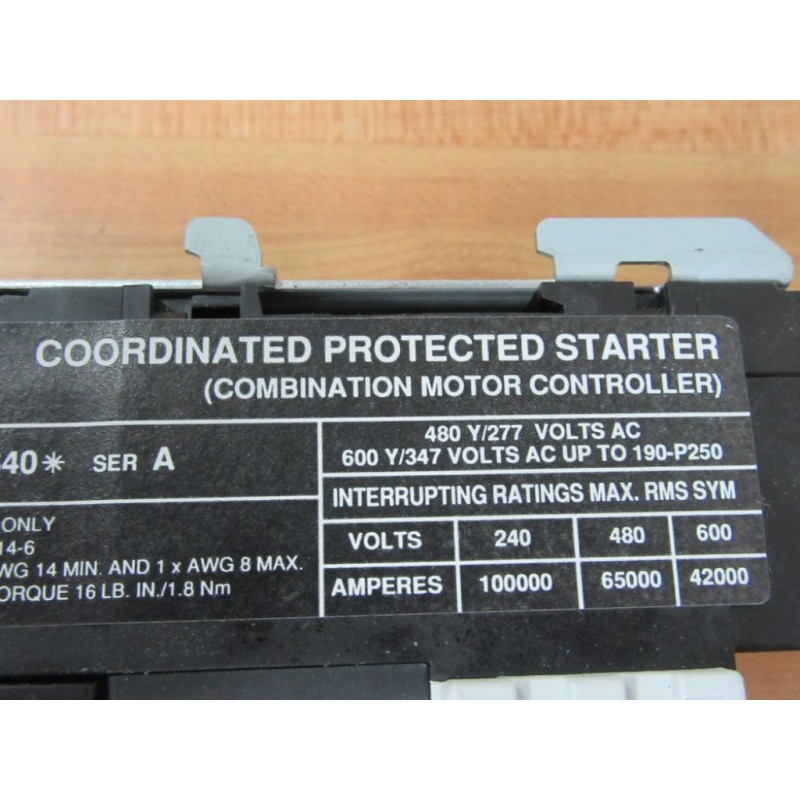 COORDINATED PROTECTED STARTER
(COMBINATION MOTOR CONTROLLER)
40* SER A
480 Y/277 VOLTS AC
600 Y/347 VOLTS AC UP TO 190-P250
INTERRUPTING RATINGS MAX. RMS SYM
VOLTS 240 480 600
AMPERES 100000 65000 42000
ONLY
14-6
WG 14 MIN. AND 1 x AWG 8 MAX.
ORQUE 16 LB. IN./1.8 Nm